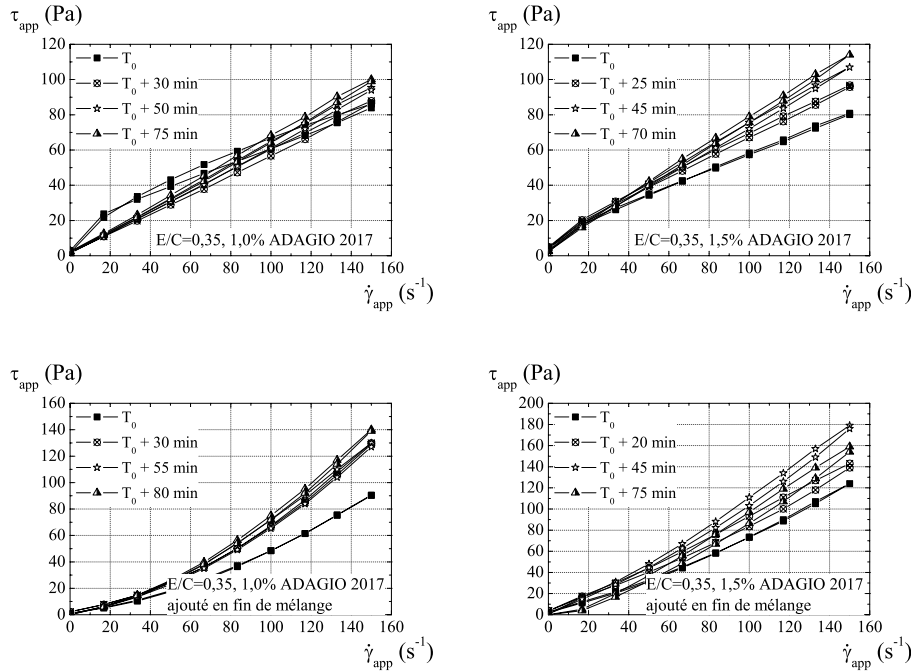 τapp (Pa)
120
100
80
60
40
20
0
T0
T0 + 30 min
T0 + 50 min
T0 + 75 min
E/C=0,35, 1,0% ADAGIO 2017
0 20 40 60 80 100 120 140 160
γ̇app (s-1)
τapp (Pa)
120
100
80
60
40
20
0
T0
T0 + 25 min
T0 + 45 min
T0 + 70 min
E/C=0,35, 1,5% ADAGIO 2017
0 20 40 60 80 100 120 140 160
γ̇app (s-1)
τapp (Pa)
160
140
120
100
80
60
40
20
0
T0
T0 + 30 min
T0 + 55 min
T0 + 80 min
E/C=0,35, 1,0% ADAGIO 2017
ajouté en fin de mélange
0 20 40 60 80 100 120 140 160
γ̇app (s-1)
τapp (Pa)
200
180
160
140
120
100
80
60
40
20
0
T0
T0 + 20 min
T0 + 45 min
T0 + 75 min
E/C=0,35, 1,5% ADAGIO 2017
ajouté en fin de mélange
0 20 40 60 80 100 120 140 160
γ̇app (s-1)